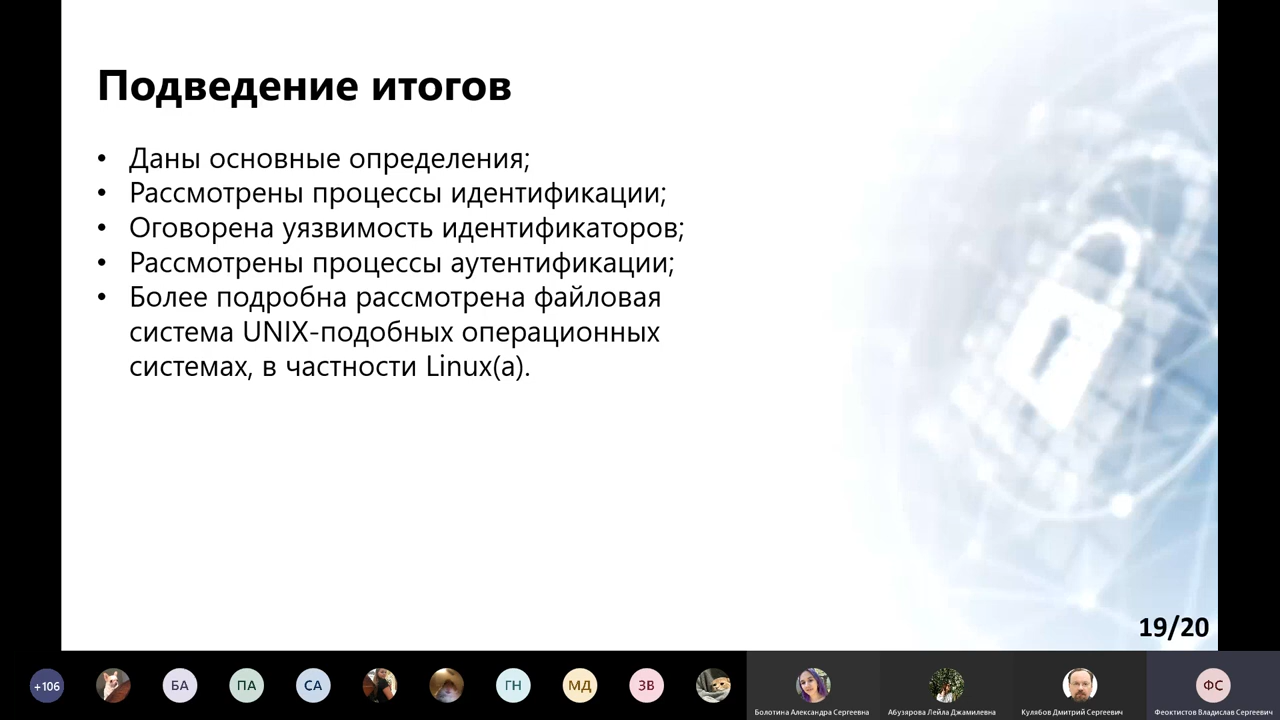 Подведение итогов
• Даны основные определения;
• Рассмотрены процессы идентификации;
• Оговорена уязвимость идентификаторов;
• Рассмотрены процессы аутентификации;
• Более подробна рассмотрена файловая
система UNIX-подобных операционных
системах, в частности Linux(а).
19/20
+106
БА
ПА
СА
ГН
МД
ЗВ
ФС
Болотина Александра Сергеевна
Абузярова Лейла Джамилевна
Кулябов Дмитрий Сергеевич
Феоктистов Владислав Сергеевич